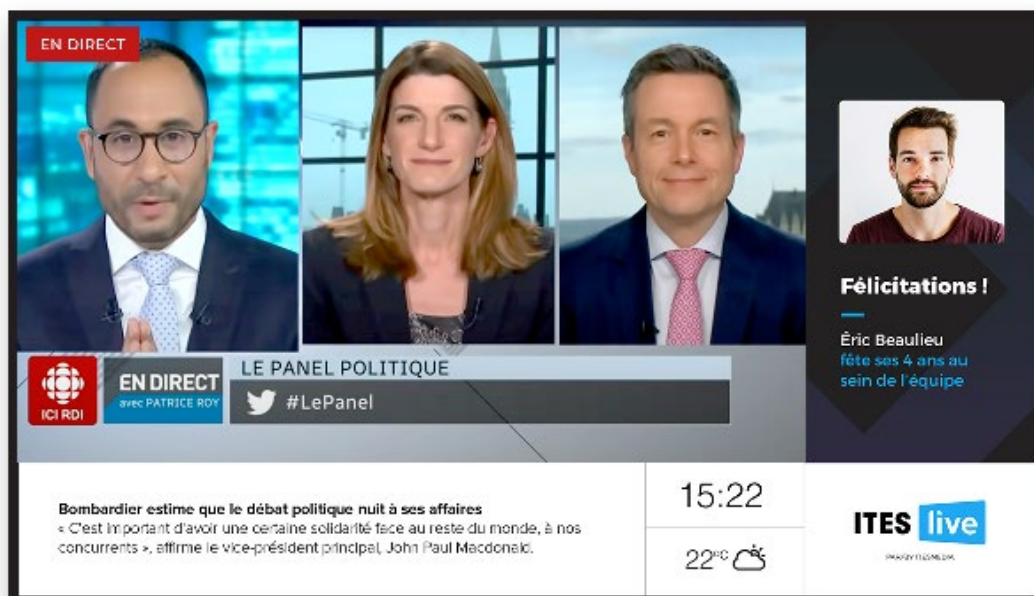 EN DIRECT
ICI RDI
EN DIRECT
avec PATRICE ROY
LE PANEL POLITIQUE
#LePanel
Félicitations !
Éric Beaulieu
fête ses 4 ans au
sein de l'équipe
Bombardier estime que le débat politique nuit à ses affaires
« C'est important d'avoir une certaine solidarité face au reste du monde, à nos
concurrents », affirme le vice-président principal, John Paul Macdonald.
15:22
22°C
ITES live
PAR